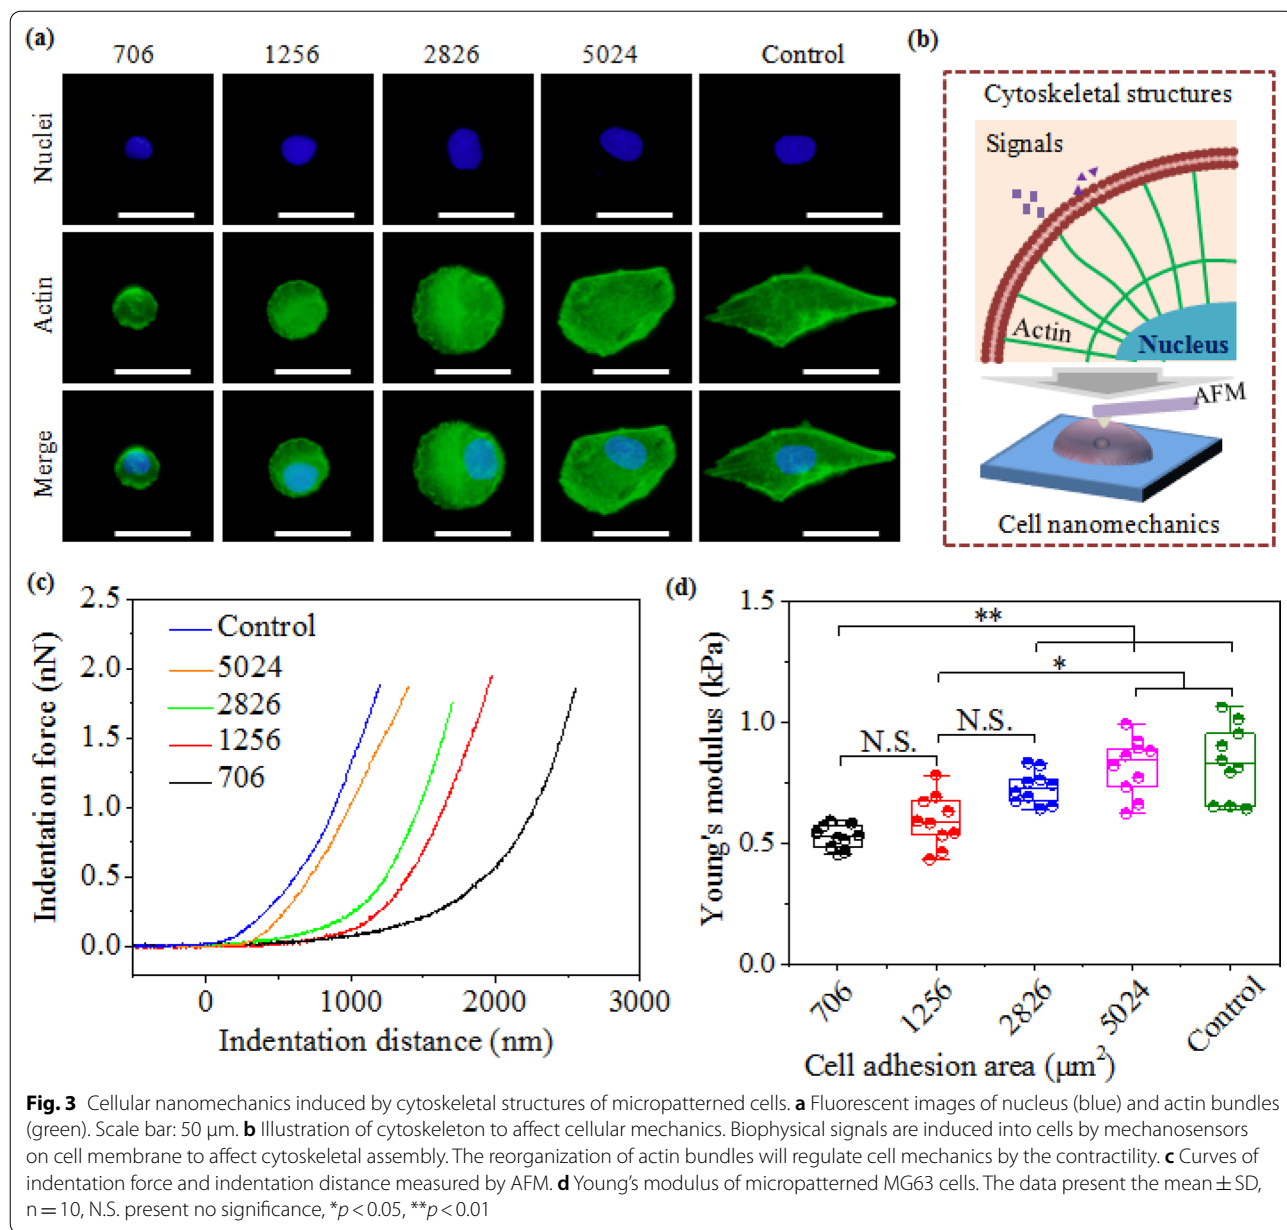 (a)
706 1256 2826 5024 Control
Nuclei
Actin
Merge
(b)
Cytoskeletal structures
Signals
Actin
Nucleus
AFM
Cell nanomechanics
(c)
2.5
2.0
1.5
1.0
0.5
0.0
Indentation force (nN)
Control
5024
2826
1256
706
0 1000 2000 3000
Indentation distance (nm)
(d)
1.5
1.0
0.5
0.0
Young's modulus (kPa)
**
*
N.S.
N.S.
706 1256 2826 5024 Control
Cell adhesion area (μm²)
Fig. 3 Cellular nanomechanics induced by cytoskeletal structures of micropatterned cells. a Fluorescent images of nucleus (blue) and actin bundles
(green). Scale bar: 50 μm. b Illustration of cytoskeleton to affect cellular mechanics. Biophysical signals are induced into cells by mechanosensors
on cell membrane to affect cytoskeletal assembly. The reorganization of actin bundles will regulate cell mechanics by the contractility. c Curves of
indentation force and indentation distance measured by AFM. d Young's modulus of micropatterned MG63 cells. The data present the mean ± SD,
n = 10, N.S. present no significance, *p < 0.05, **p < 0.01